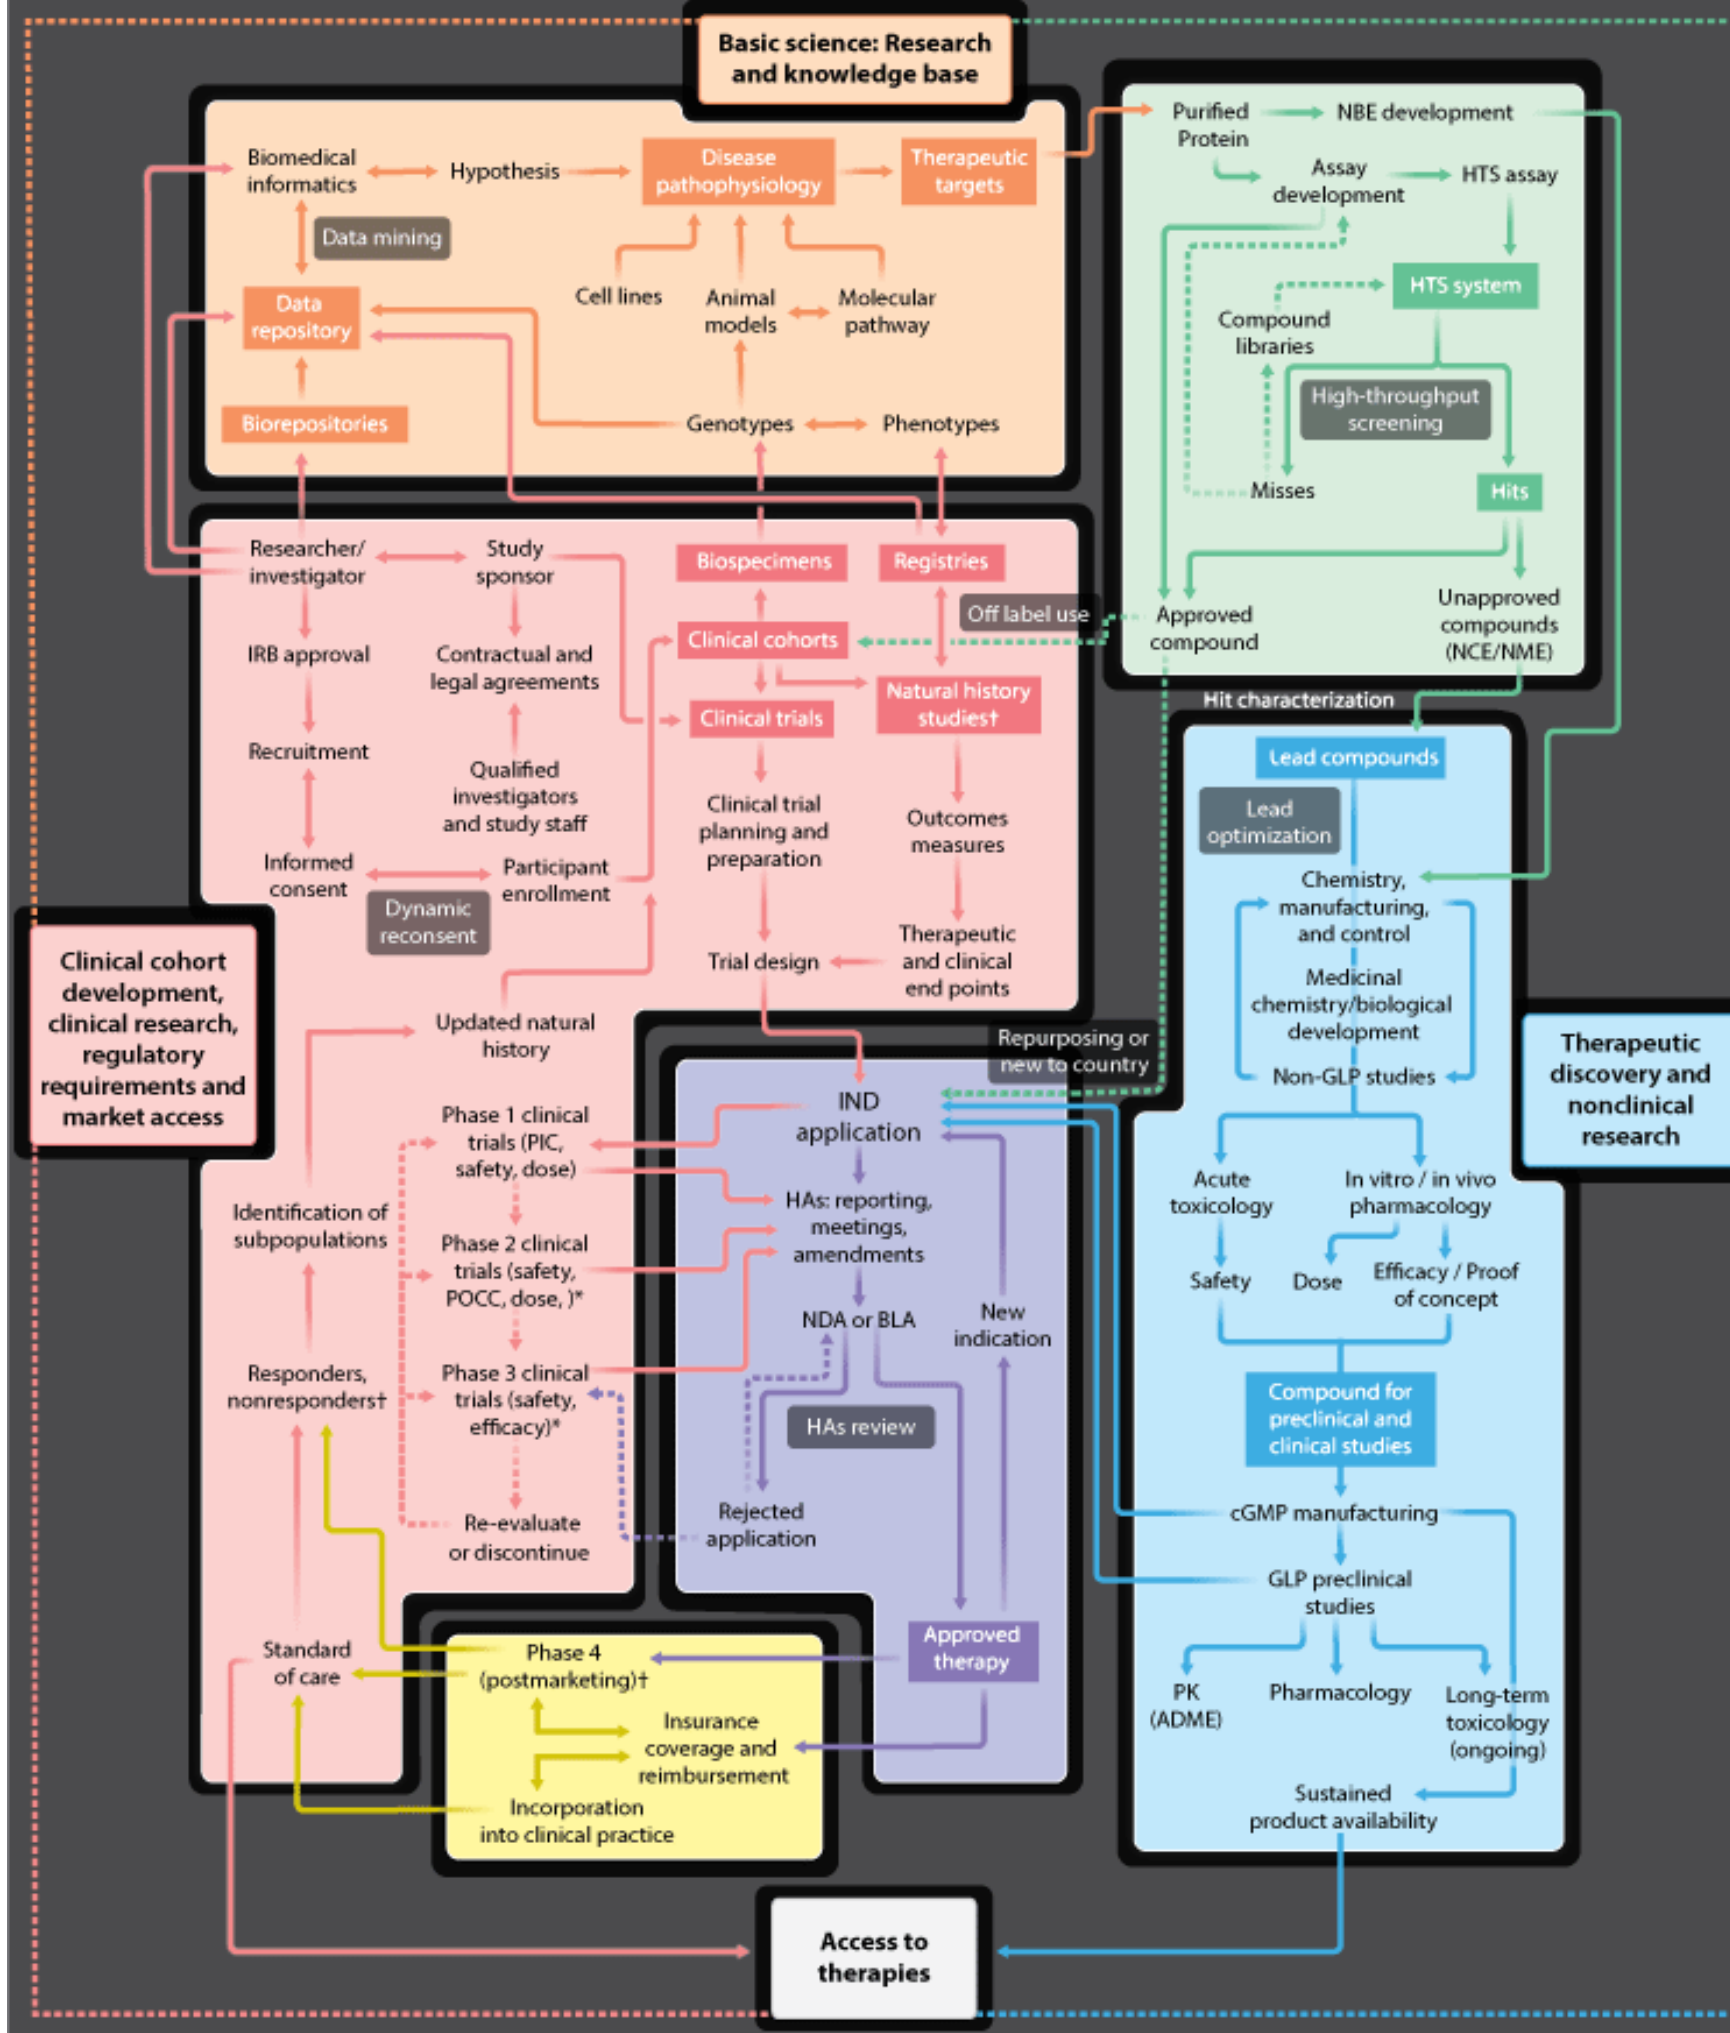 Basic science: Research
and knowledge base
Biomedical
informatics
Hypothesis
Disease
pathophysiology
Therapeutic
targets
Data mining
Data
repository
Cell lines
Animal
models
Molecular
pathway
Biorepositories
Genotypes
Phenotypes
Purified
Protein
NBE development
Assay
development
HTS assay
HTS system
Compound
libraries
High-throughput
screening
Misses
Hits
Approved
compound
Unapproved
compounds
(NCE/NME)
Hit characterization
Researcher/
investigator
Study
sponsor
Biospecimens
Registries
Off label use
IRB approval
Contractual and
legal agreements
Clinical cohorts
Natural history
studies†
Clinical trials
Recruitment
Qualified
investigators
and study staff
Clinical trial
planning and
preparation
Outcomes
measures
Informed
consent
Participant
enrollment
Dynamic
reconsent
Trial design
Therapeutic
and clinical
end points
Clinical cohort
development,
clinical research,
regulatory
requirements and
market access
Updated natural
history
Phase 1 clinical
trials (PIC,
safety, dose)
Identification of
subpopulations
Phase 2 clinical
trials (safety,
POCC, dose, )*
Responders,
nonresponders†
Phase 3 clinical
trials (safety,
efficacy)*
Re-evaluate
or discontinue
Standard
of care
Repurposing or
new to country
IND
application
HAs: reporting,
meetings,
amendments
NDA or BLA
New
indication
HAs review
Rejected
application
Approved
therapy
Phase 4
(postmarketing)†
Insurance
coverage and
reimbursement
Incorporation
into clinical practice
Lead compounds
Lead
optimization
Chemistry,
manufacturing,
and control
Medicinal
chemistry/biological
development
Non-GLP studies
Therapeutic
discovery and
nonclinical
research
Acute
toxicology
In vitro / in vivo
pharmacology
Safety
Dose
Efficacy / Proof
of concept
Compound for
preclinical and
clinical studies
cGMP manufacturing
GLP preclinical
studies
PK
(ADME)
Pharmacology
Long-term
toxicology
(ongoing)
Sustained
product availability
Access to
therapies